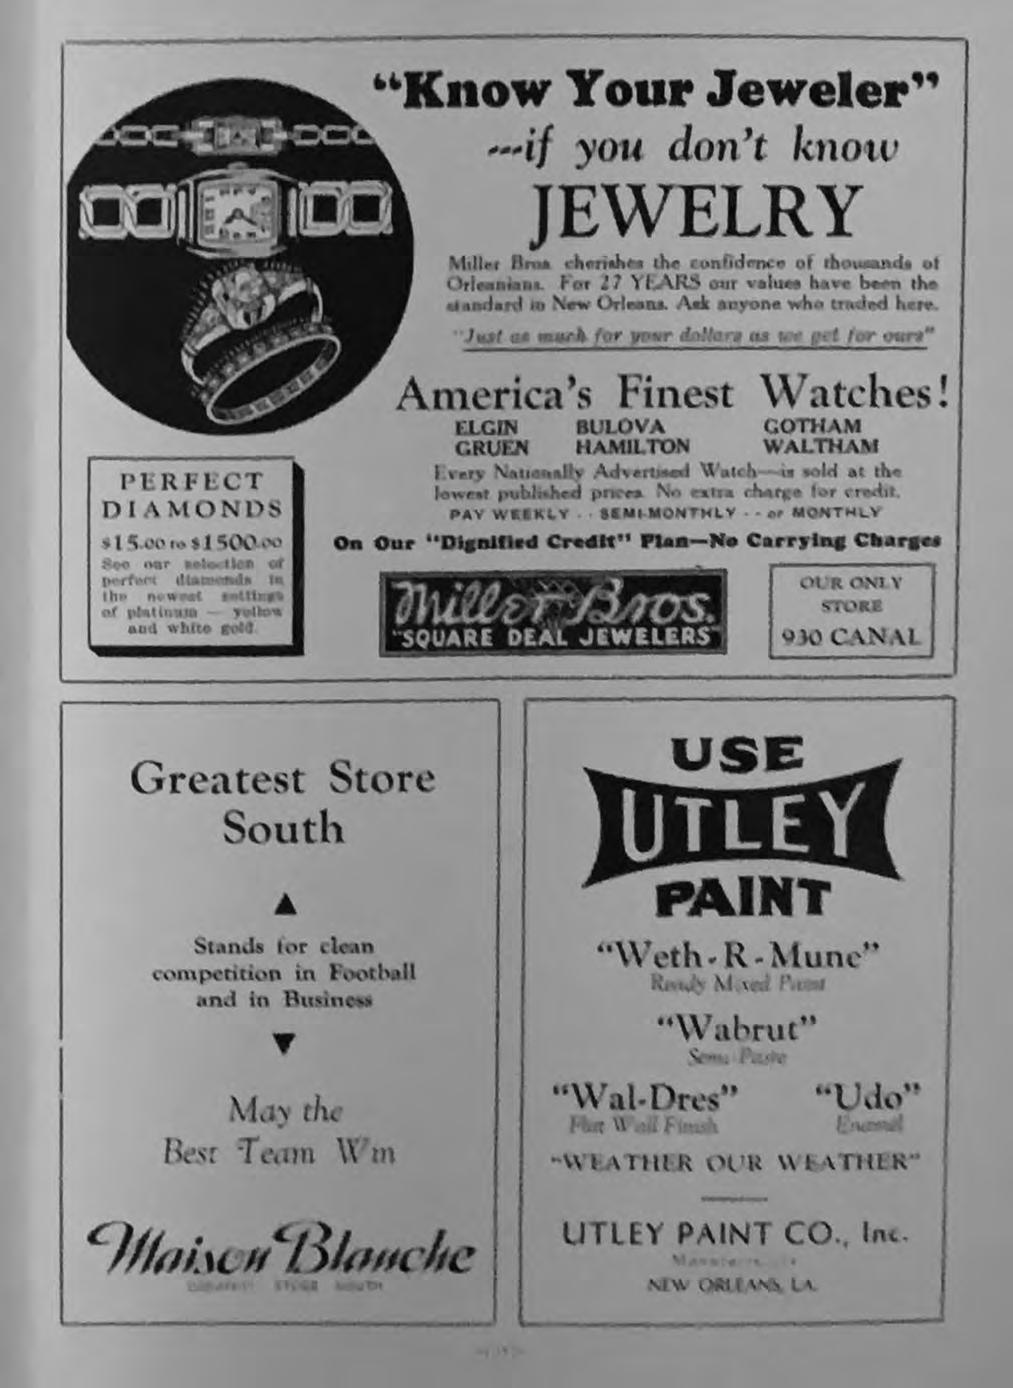 “Know Your Jeweler”
---if you don't know
JEWELRY
Miller Bros. cherishes the confidence of thousands of
Orleanians. For 27 YEARS our values have been the
standard in New Orleans. Ask anyone who traded here.
"Just as much for your dollars as we get for ours"
America's Finest Watches!
ELGIN BULOVA GOTHAM
GRUEN HAMILTON WALTHAM
Every Nationally Advertised Watch—is sold at the
lowest published prices. No extra charge for credit.
PAY WEEKLY - - SEMI-MONTHLY - - or MONTHLY
On Our "Dignified Credit" Plan—No Carrying Charges
PERFECT
DIAMONDS
$15.00 to $1500.00
See our selection of
perfect diamonds in
the newest settings
of platinum — yellow
and white gold.
Miller Bros.
"SQUARE DEAL JEWELERS"
OUR ONLY
STORE
930 CANAL
Greatest Store
South
▲
Stands for clean
competition in Football
and in Business
▼
May the
Best Team Win
Maison Blanche
GREATEST STORE SOUTH
USE
UTLEY
PAINT
“Weth-R-Mune”
Ready Mixed Paint
“Wabrut”
Semi-Paste
“Wal-Dres” “Udo”
Flat Wall Finish Enamel
"WEATHER OUR WEATHER"
UTLEY PAINT CO., Inc.
NEW ORLEANS, LA.